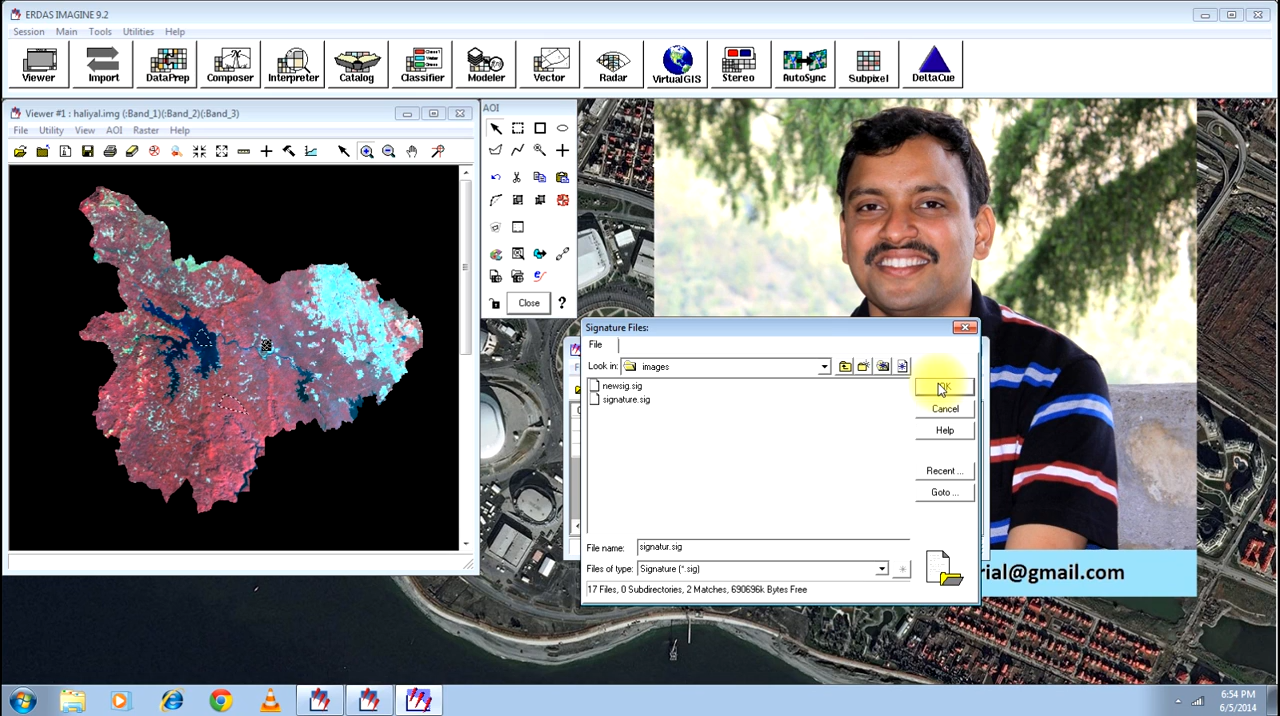 ERDAS IMAGINE 9.2
Session Main Tools Utilities Help
Viewer Import DataPrep Composer Interpreter Catalog Classifier Modeler Vector Radar VirtualGIS Stereo AutoSync Subpixel DeltaCue
Viewer #1 : haliyal.img (:Band_1)(:Band_2)(:Band_3)
File Utility View AOI Raster Help
AOI
Close ?
Signature Files:
File
Look in: images
newsig.sig
signature.sig
OK
Cancel
Help
Recent ...
Goto ...
File name: signatur.sig
Files of type: Signature (*.sig)
17 Files, 0 Subdirectories, 2 Matches, 690696k Bytes Free
rial@gmail.com
6:54 PM
6/5/2014